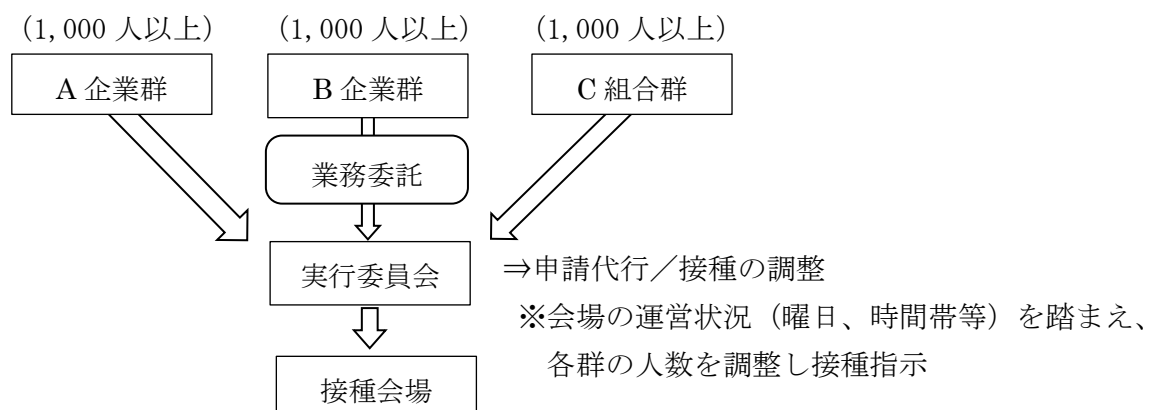 (1,000 人以上) (1,000 人以上) (1,000 人以上)
A 企業群 B 企業群 C 組合群
業務委託
実行委員会 ⇒申請代行／接種の調整
※会場の運営状況（曜日、時間帯等）を踏まえ、
各群の人数を調整し接種指示
接種会場